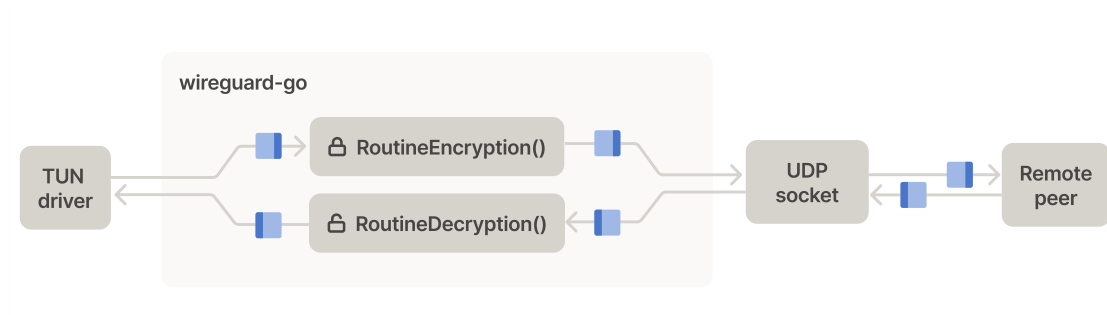 wireguard-go
RoutineEncryption()
TUN
driver
RoutineDecryption()
UDP
socket
Remote
peer